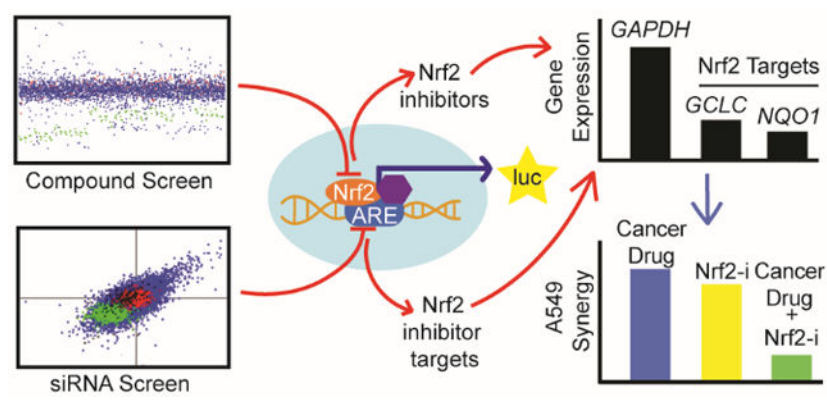 Compound Screen
siRNA Screen
Nrf2
inhibitors
Nrf2
ARE
luc
Nrf2
inhibitor
targets
Gene
Expression
GAPDH
Nrf2 Targets
GCLC
NQO1
A549
Synergy
Cancer
Drug
Nrf2-i
Cancer
Drug
+
Nrf2-i